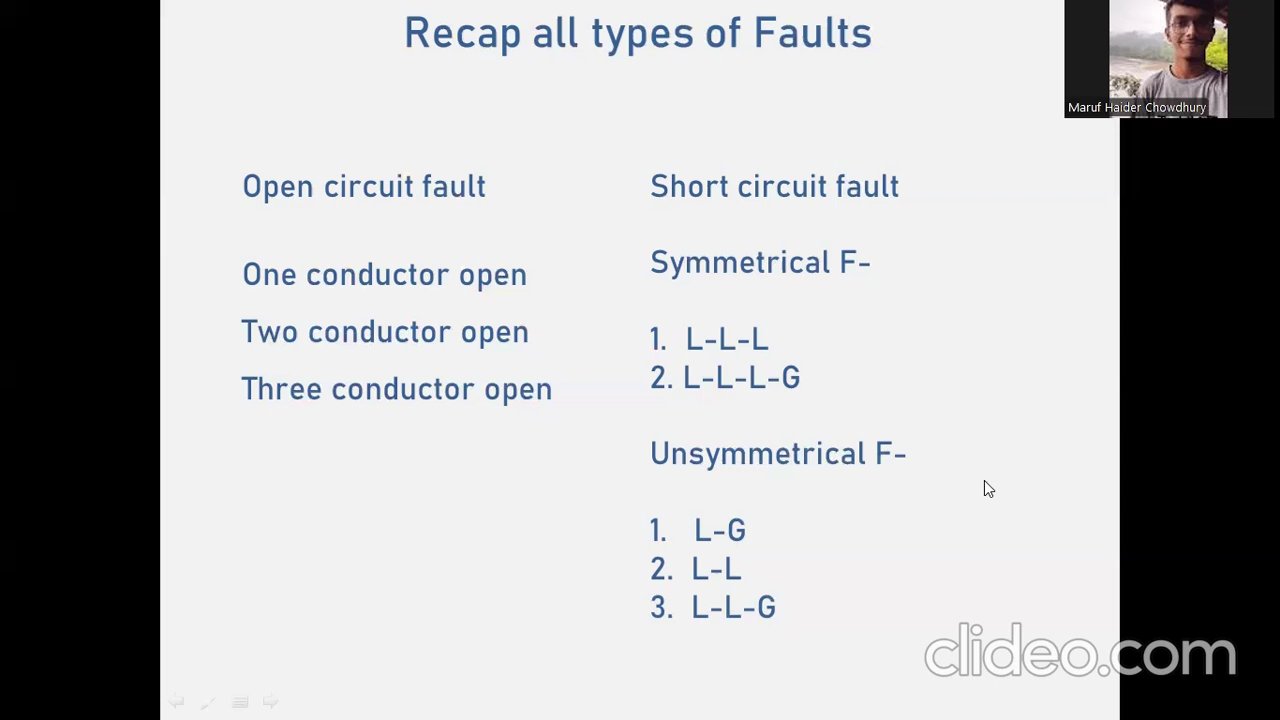 Recap all types of Faults
Maruf Haider Chowdhury
Open circuit fault
One conductor open
Two conductor open
Three conductor open
Short circuit fault
Symmetrical F-
1. L-L-L
2. L-L-L-G
Unsymmetrical F-
1. L-G
2. L-L
3. L-L-G
clideo.com